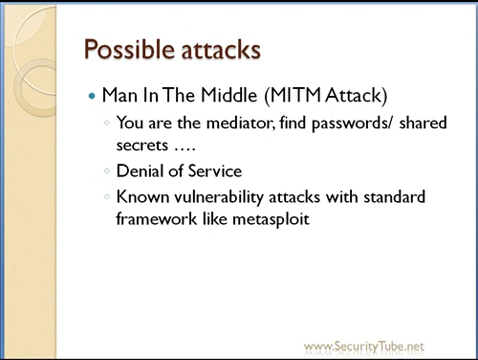 Possible attacks
Man In The Middle (MITM Attack)
You are the mediator, find passwords/ shared
secrets ….
Denial of Service
Known vulnerability attacks with standard
framework like metasploit
www.SecurityTube.net